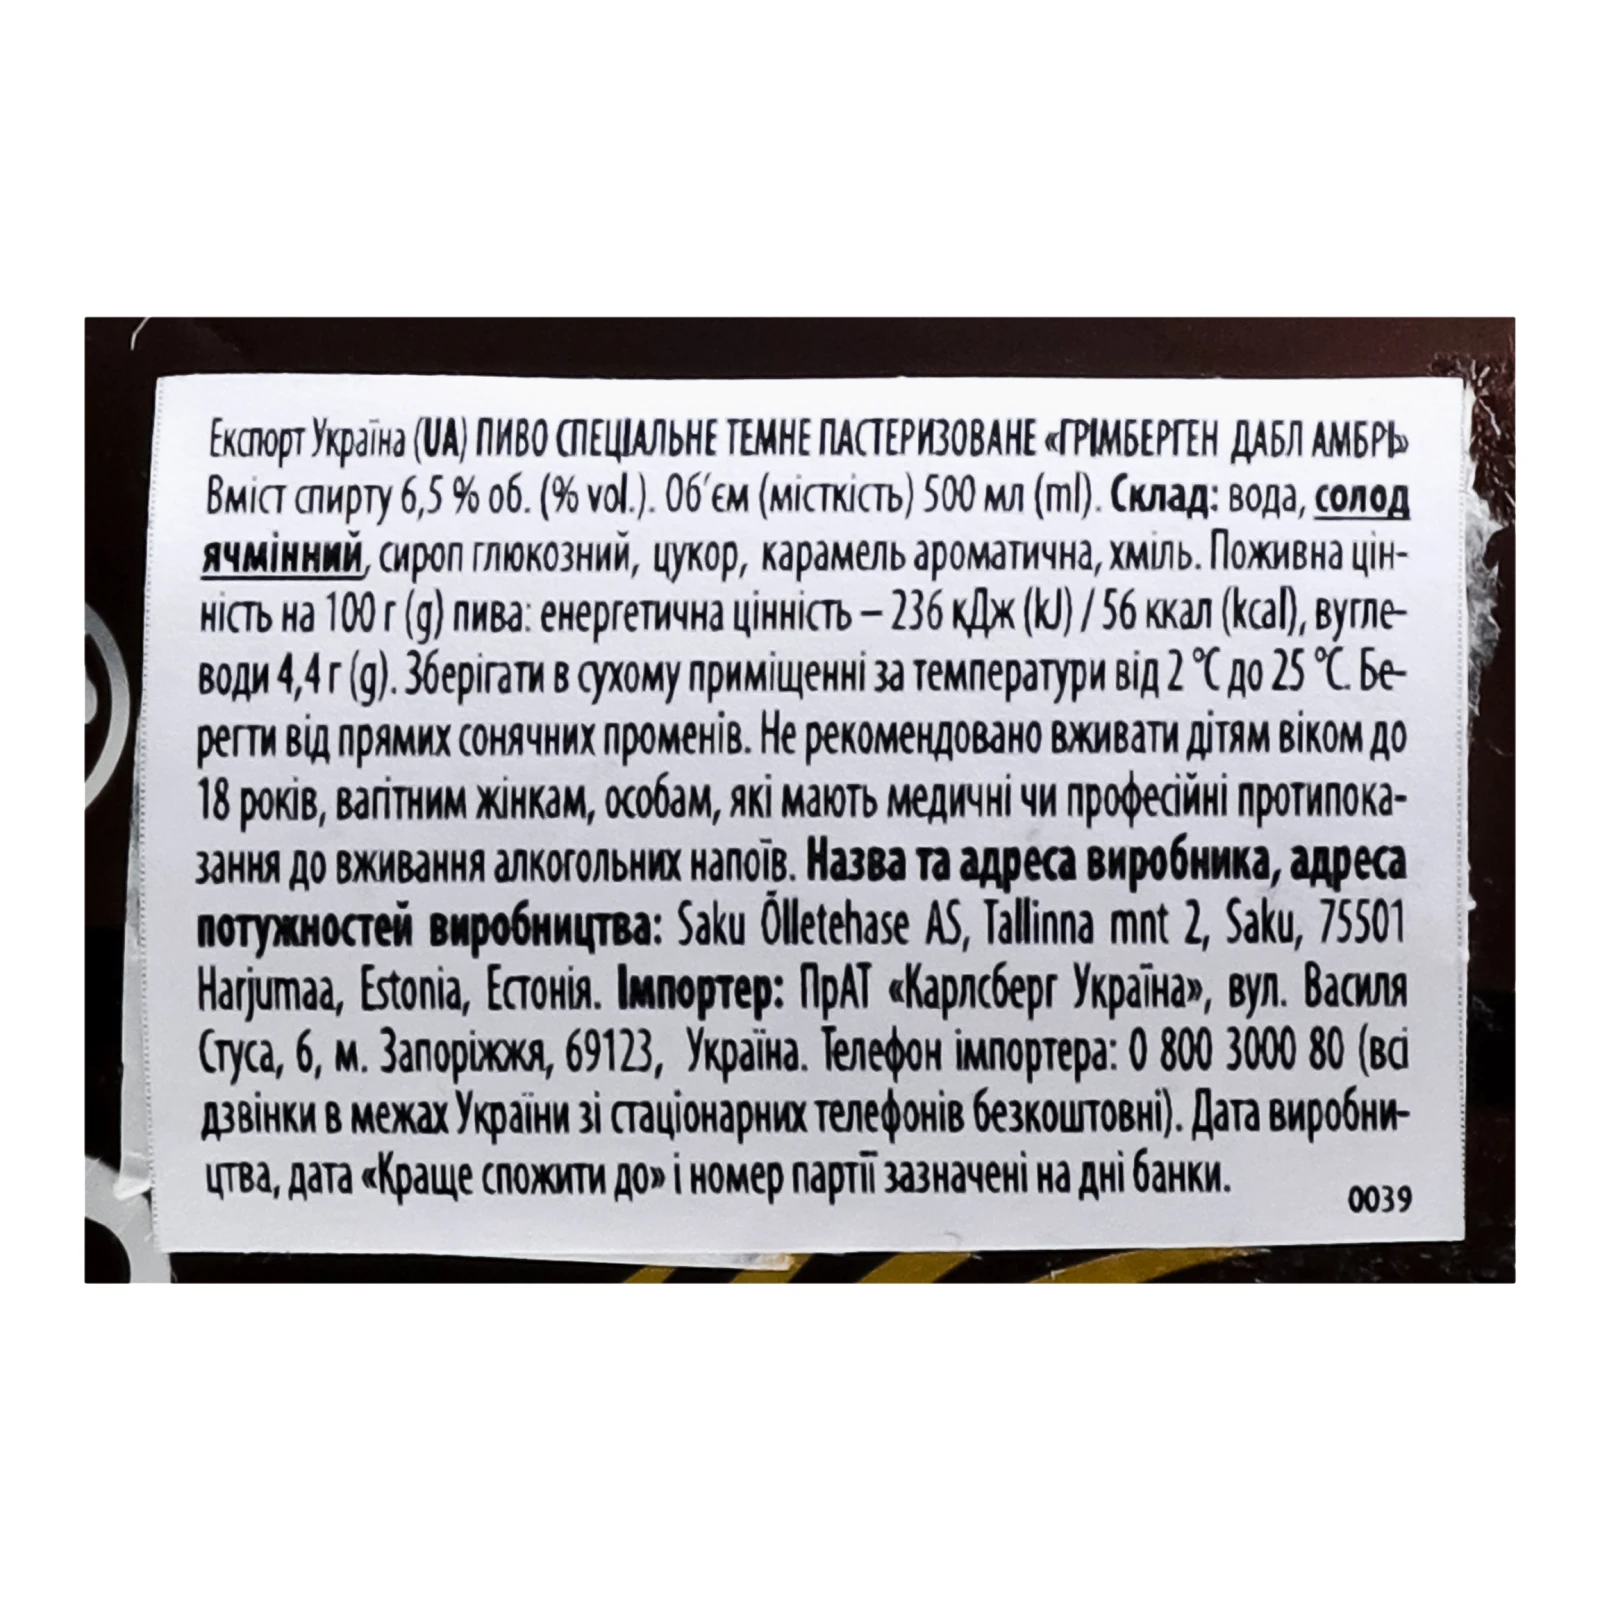 Експорт Україна (UA) ПИВО СПЕЦІАЛЬНЕ ТЕМНЕ ПАСТЕРИЗОВАНЕ «ГРІМБЕРГЕН ДАБЛ АМБРІ»
Вміст спирту 6,5 % об. (% vol.). Об’єм (місткість) 500 мл (ml). Склад: вода, солод
ячмінний, сироп глюкозний, цукор, карамель ароматична, хміль. Поживна цін-
ність на 100 г (g) пива: енергетична цінність – 236 кДж (kJ) / 56 ккал (kcal), вугле-
води 4,4 г (g). Зберігати в сухому приміщенні за температури від 2 °С до 25 °С. Бе-
регти від прямих сонячних променів. Не рекомендовано вживати дітям віком до
18 років, вагітним жінкам, особам, які мають медичні чи професійні протипока-
зання до вживання алкогольних напоїв. Назва та адреса виробника, адреса
потужностей виробництва: Saku Õlletehase AS, Tallinna mnt 2, Saku, 75501
Harjumaa, Estonia, Естонія. Імпортер: ПрАТ «Карлсберг Україна», вул. Василя
Стуса, 6, м. Запоріжжя, 69123, Україна. Телефон імпортера: 0 800 3000 80 (всі
дзвінки в межах України зі стаціонарних телефонів безкоштовні). Дата виробни-
цтва, дата «Краще спожити до» і номер партії зазначені на дні банки.
0039